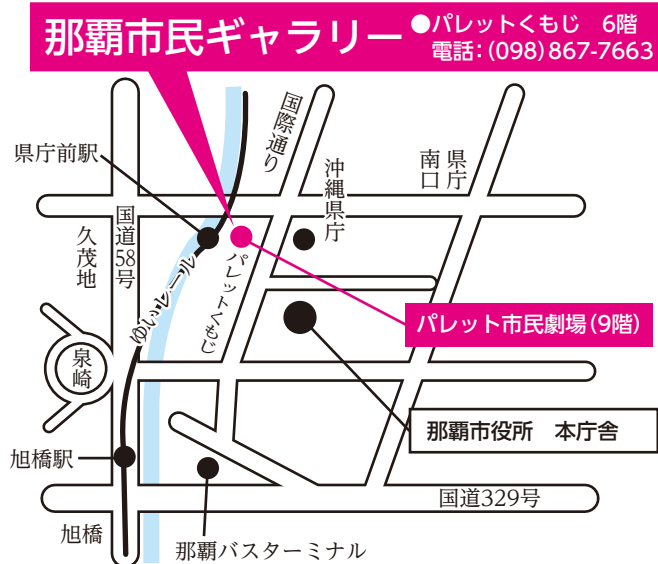 那覇市民ギャラリー
●パレットくもじ 6階
電話:(098)867-7663
国際通り
県庁前駅
沖縄県庁
県庁
南口
国道58号
久茂地
ゆいレール
パレットくもじ
パレット市民劇場(9階)
泉崎
那覇市役所 本庁舎
旭橋駅
国道329号
旭橋
那覇バスターミナル